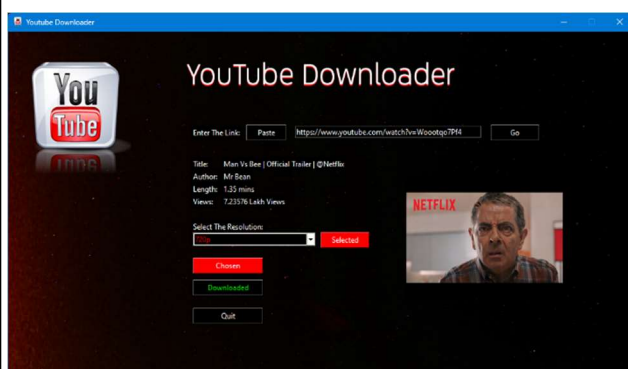 Youtube Downloader
You
Tube
YouTube Downloader
Enter The Link: Paste https://www.youtube.com/watch?v=Woootqo7Pf4 Go
Title: Man Vs Bee | Official Trailer | @Netflix
Author: Mr Bean
Length: 1.35 mins
Views: 7.23576 Lakh Views
NETFLIX
Select The Resolution:
720p Selected
Chosen
Downloaded
Quit